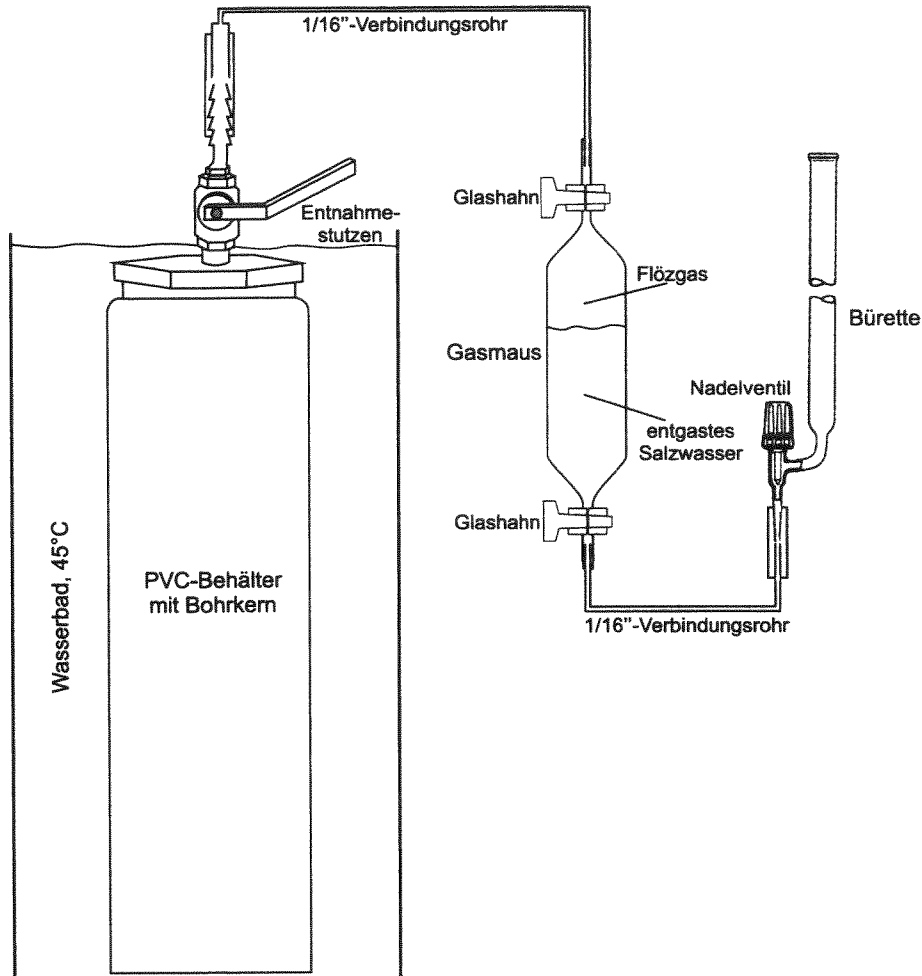 1/16"-Verbindungsrohr
Glashahn
Entnahme-
stutzen
Flözgas
Bürette
Gasmaus
Nadelventil
entgastes
Salzwasser
Glashahn
Wasserbad, 45°C
PVC-Behälter
mit Bohrkern
1/16"-Verbindungsrohr